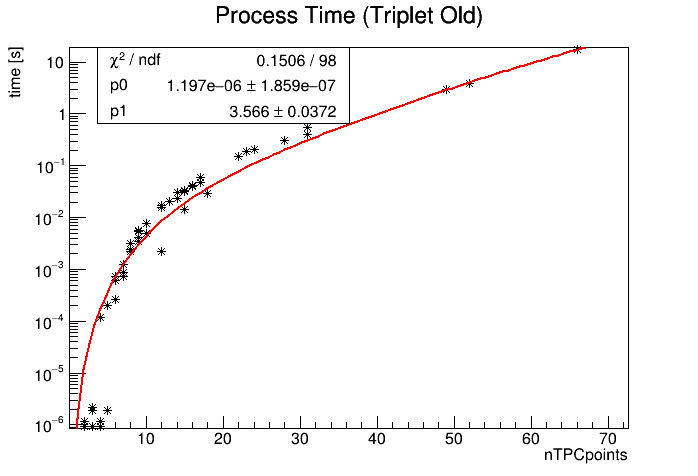 Process Time (Triplet Old)
time [s]
χ² / ndf 0.1506 / 98
p0 1.197e−06 ± 1.859e−07
p1 3.566 ± 0.0372
10
1
10⁻¹
10⁻²
10⁻³
10⁻⁴
10⁻⁵
10⁻⁶
10 20 30 40 50 60 70
nTPCpoints